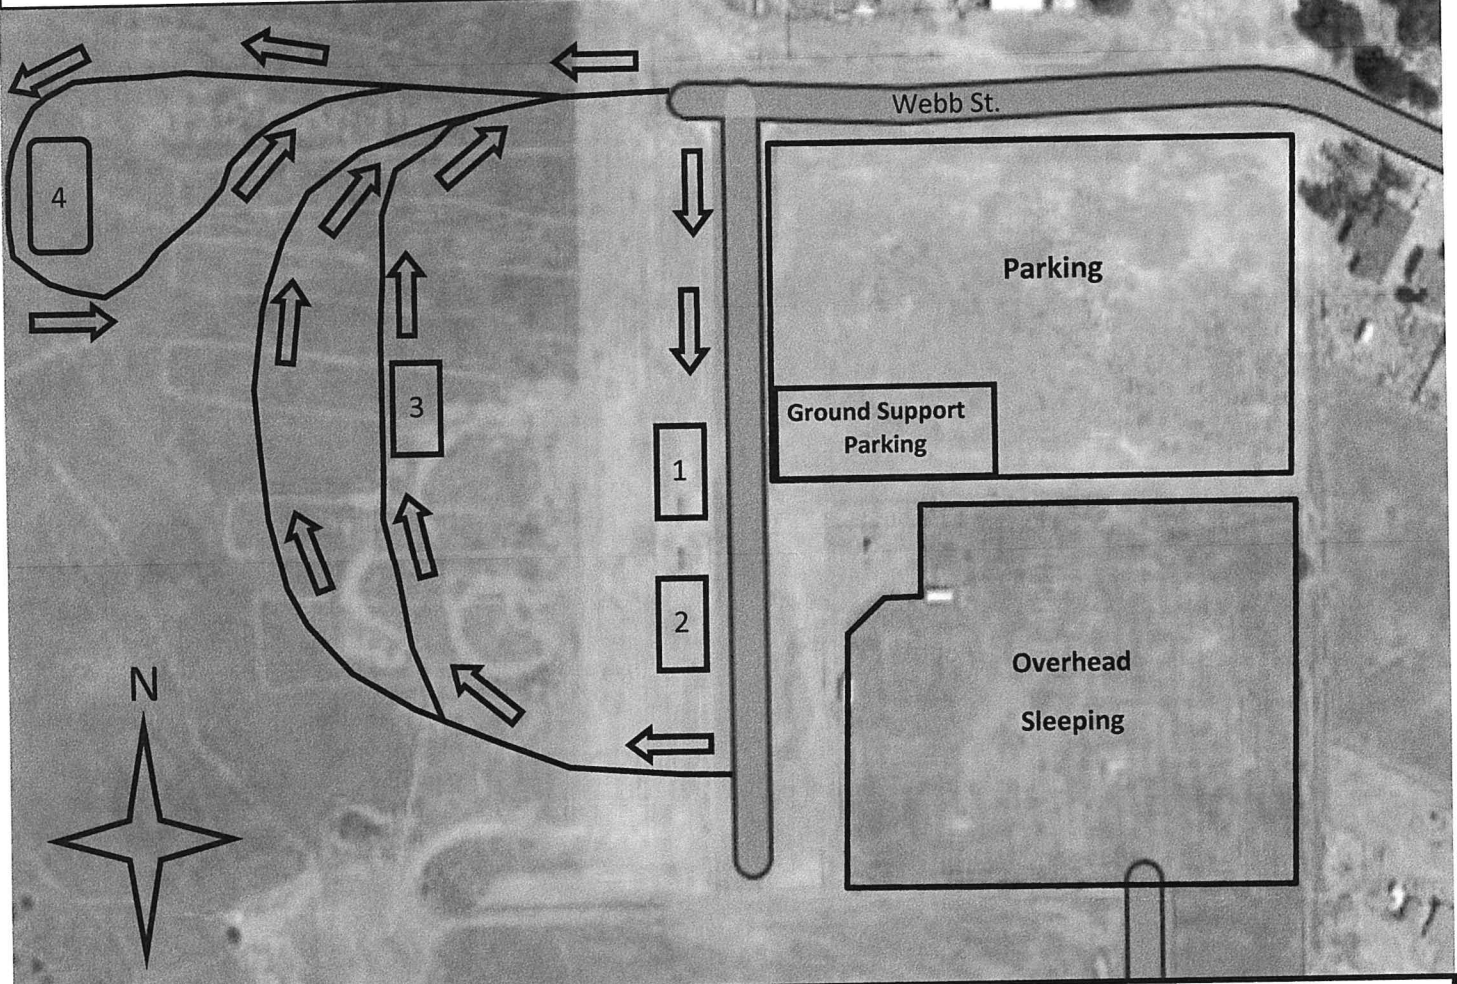 Webb St.
4
Parking
3
Ground Support
Parking
1
2
Overhead
Sleeping
N